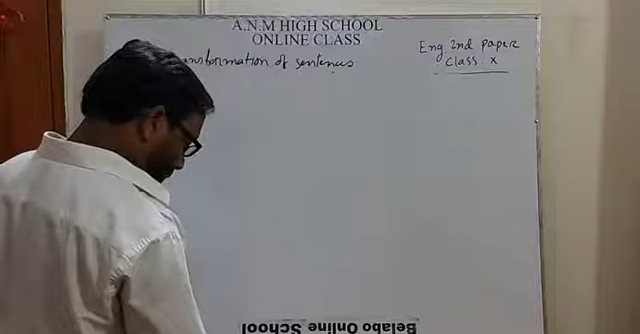 A.N.M HIGH SCHOOL
ONLINE CLASS
ansformation of sentences
Eng. 2nd paper
Class X
Belabo Online School